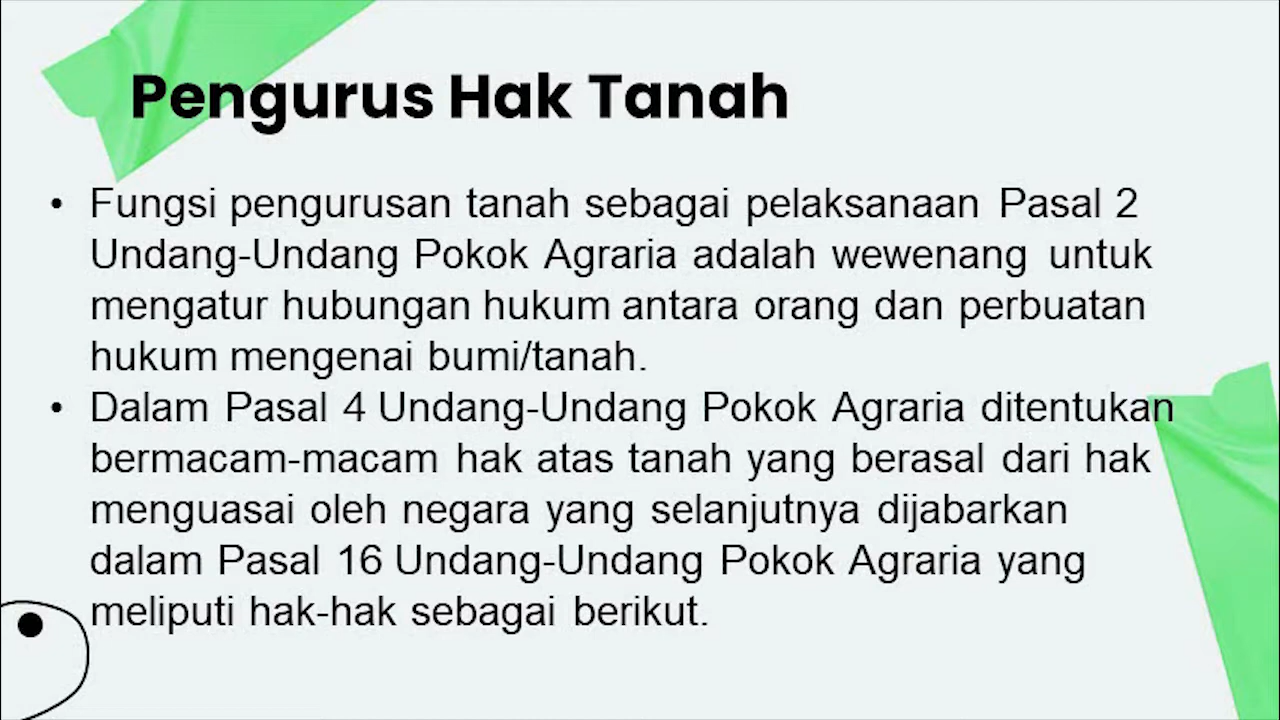 Pengurus Hak Tanah
• Fungsi pengurusan tanah sebagai pelaksanaan Pasal 2
Undang-Undang Pokok Agraria adalah wewenang untuk
mengatur hubungan hukum antara orang dan perbuatan
hukum mengenai bumi/tanah.
• Dalam Pasal 4 Undang-Undang Pokok Agraria ditentukan
bermacam-macam hak atas tanah yang berasal dari hak
menguasai oleh negara yang selanjutnya dijabarkan
dalam Pasal 16 Undang-Undang Pokok Agraria yang
meliputi hak-hak sebagai berikut.